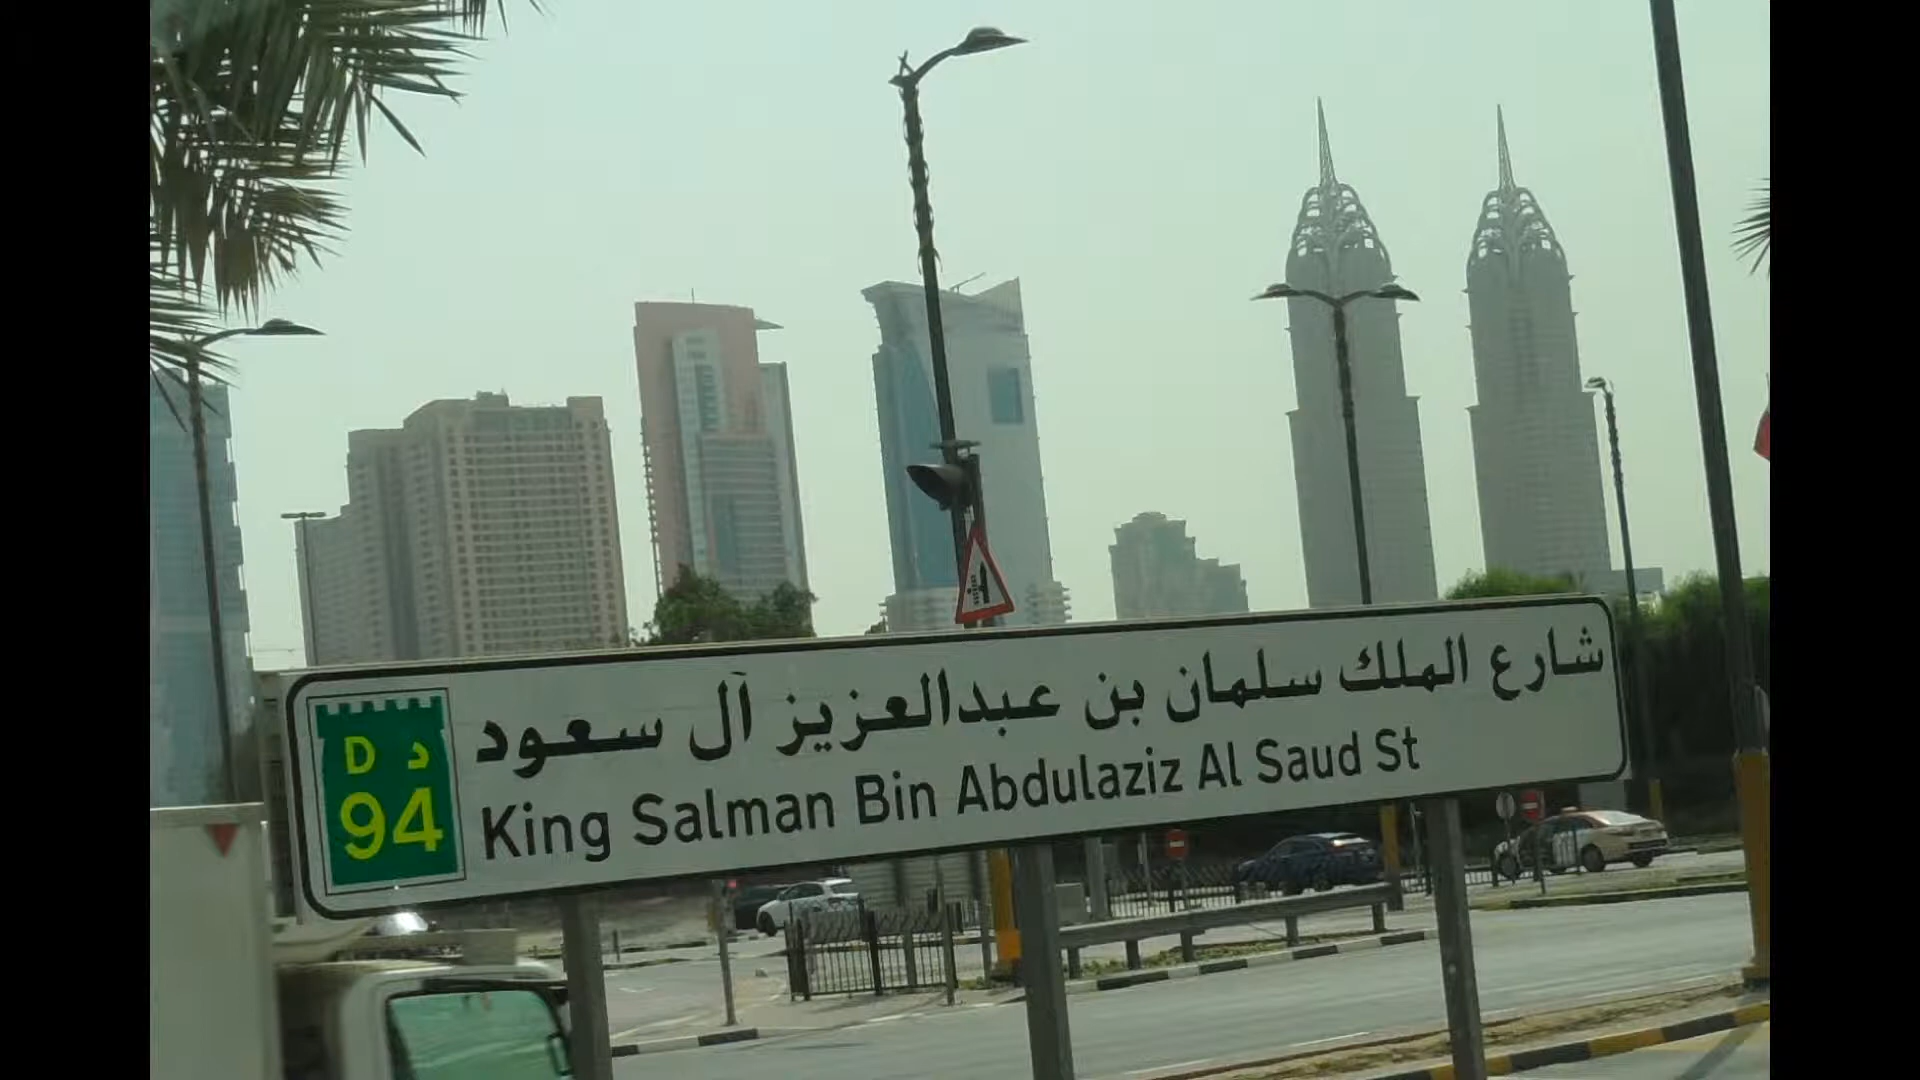 شارع الملك سلمان بن عبدالعزيز آل سعود
D د
94
King Salman Bin Abdulaziz Al Saud St